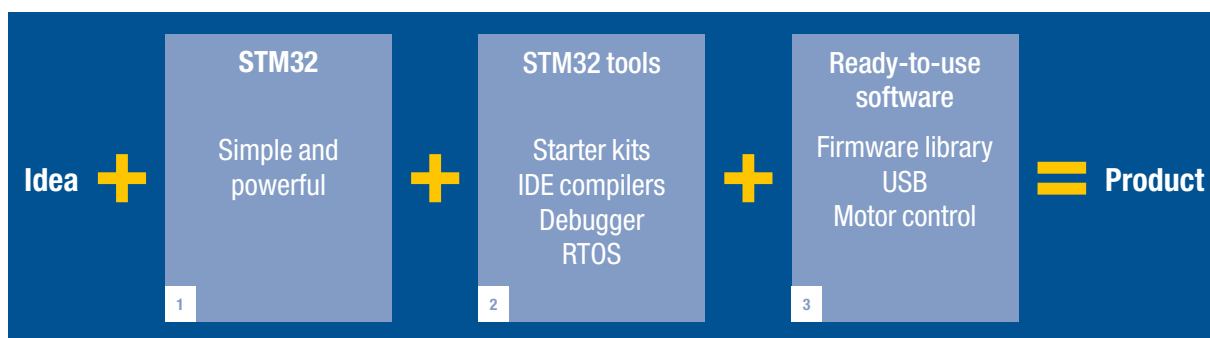 Idea
+
STM32
Simple and
powerful
1
+
STM32 tools
Starter kits
IDE compilers
Debugger
RTOS
2
+
Ready-to-use
software
Firmware library
USB
Motor control
3
=
Product